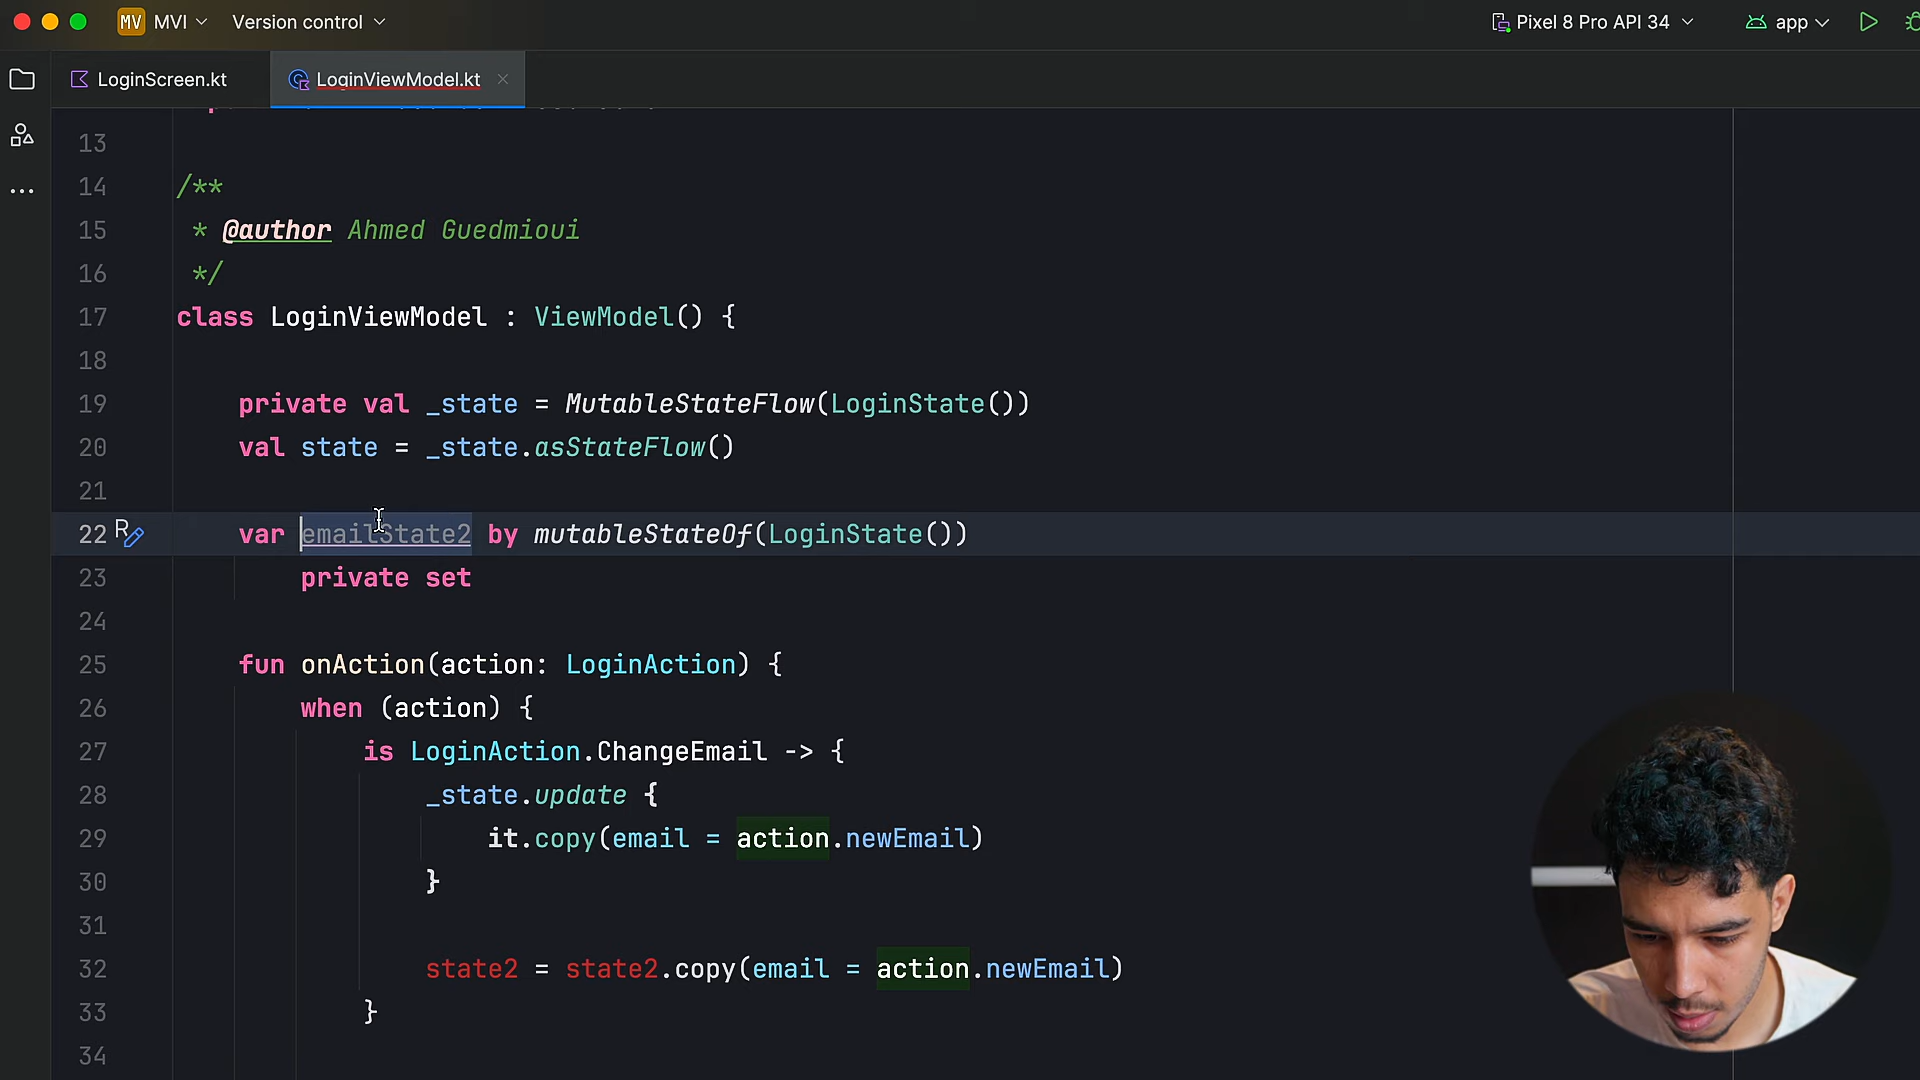 MV MVI Version control Pixel 8 Pro API 34 app
LoginScreen.kt LoginViewModel.kt
13
14 /**
15 * @author Ahmed Guedmioui
16 */
17 class LoginViewModel : ViewModel() {
18
19 private val _state = MutableStateFlow(LoginState())
20 val state = _state.asStateFlow()
21
22 var emailState2 by mutableStateOf(LoginState())
23 private set
24
25 fun onAction(action: LoginAction) {
26 when (action) {
27 is LoginAction.ChangeEmail -> {
28 _state.update {
29 it.copy(email = action.newEmail)
30 }
31
32 state2 = state2.copy(email = action.newEmail)
33 }
34